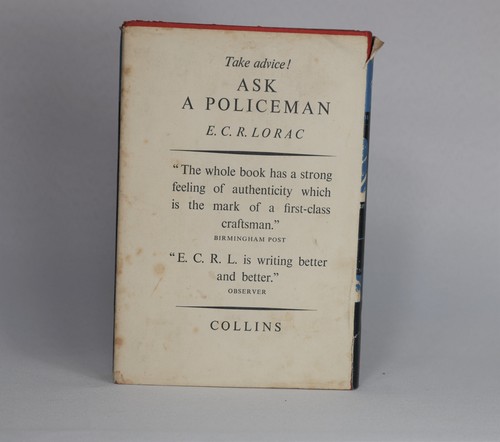 Take advice!
ASK
A POLICEMAN
E. C. R. LORAC
“The whole book has a strong
feeling of authenticity which
is the mark of a first-class
craftsman.”
BIRMINGHAM POST
“E. C. R. L. is writing better
and better.”
OBSERVER
COLLINS